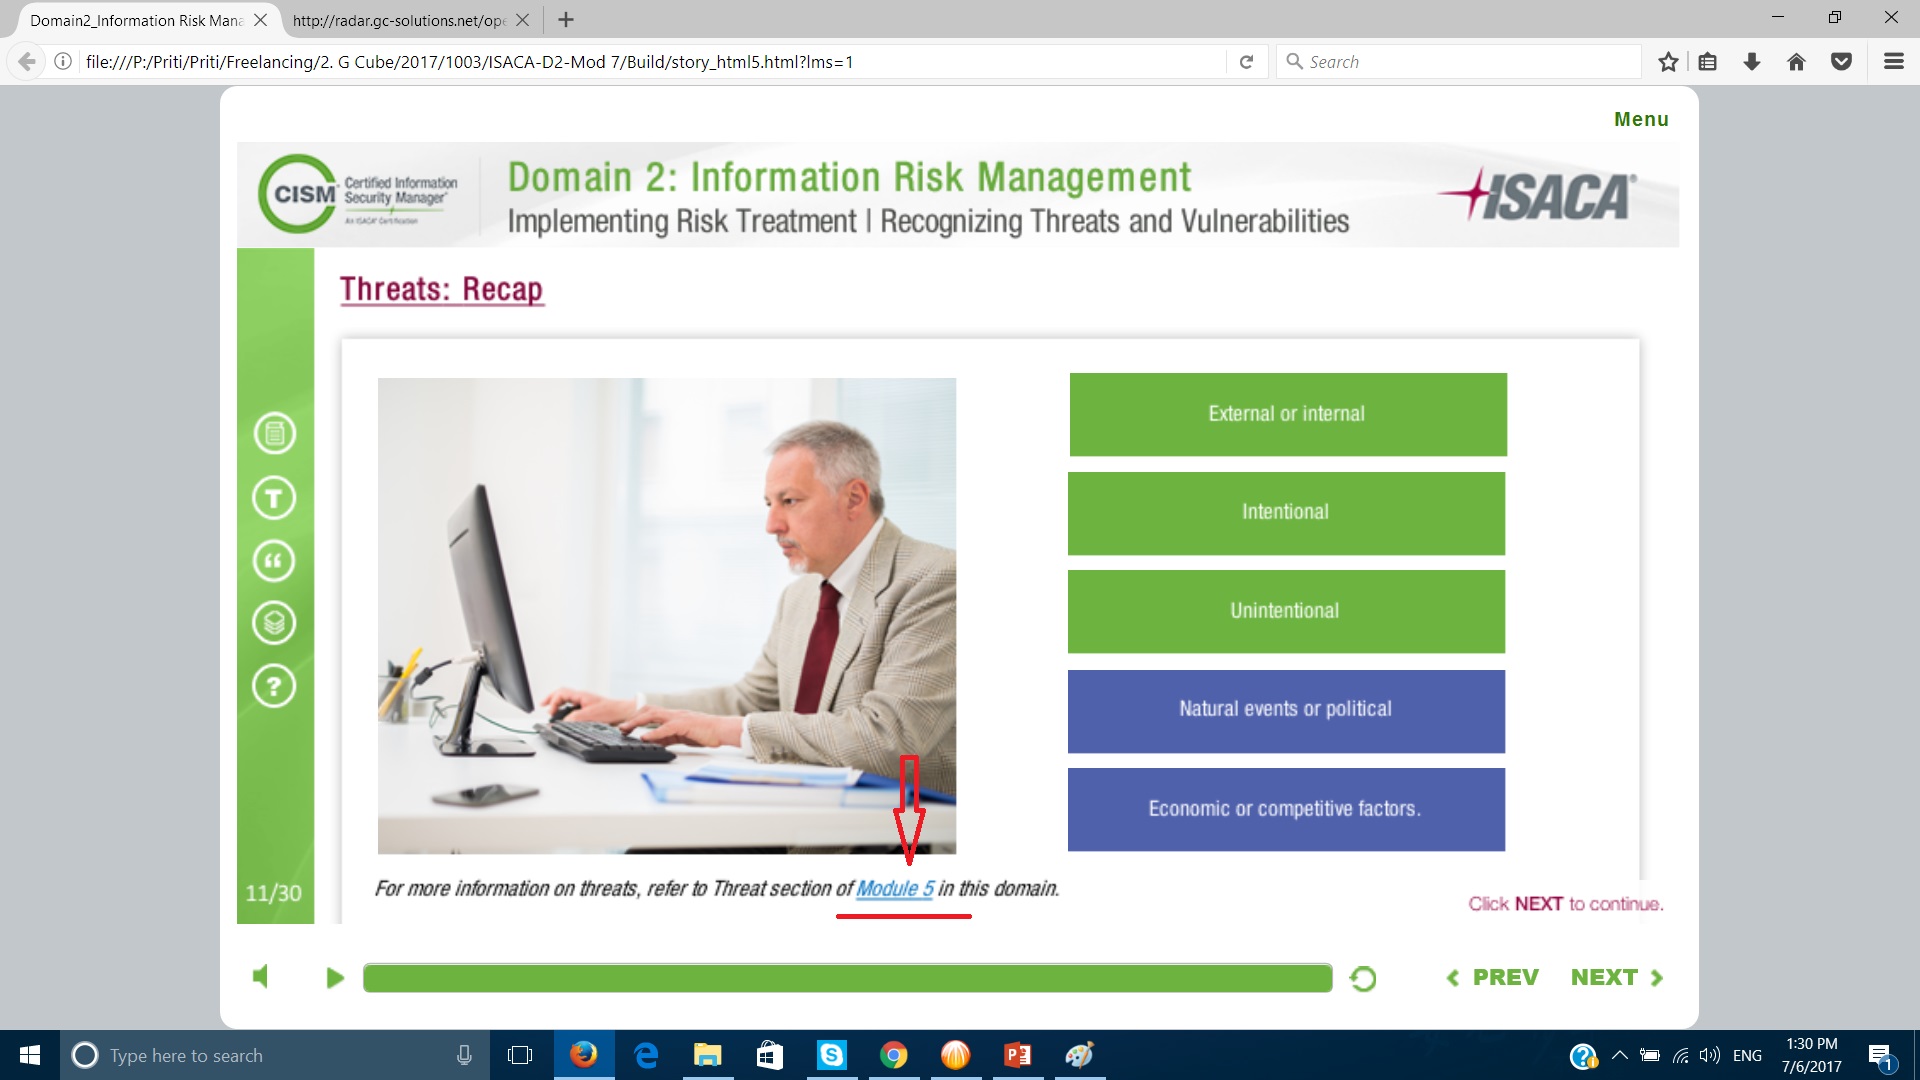 Domain2_Information Risk Mana
http://radar.gc-solutions.net/ope
file:///P:/Priti/Priti/Freelancing/2. G Cube/2017/1003/ISACA-D2-Mod 7/Build/story_html5.html?lms=1
Search
Menu
CISM
Certified Information
Security Manager
An ISACA Certification
Domain 2: Information Risk Management
Implementing Risk Treatment | Recognizing Threats and Vulnerabilities
ISACA®
Threats: Recap
External or internal
T
Intentional
Unintentional
?
Natural events or political
Economic or competitive factors.
11/30
For more information on threats, refer to Threat section of Module 5 in this domain.
Click NEXT to continue.
PREV
NEXT
Type here to search
ENG
1:30 PM
7/6/2017
1